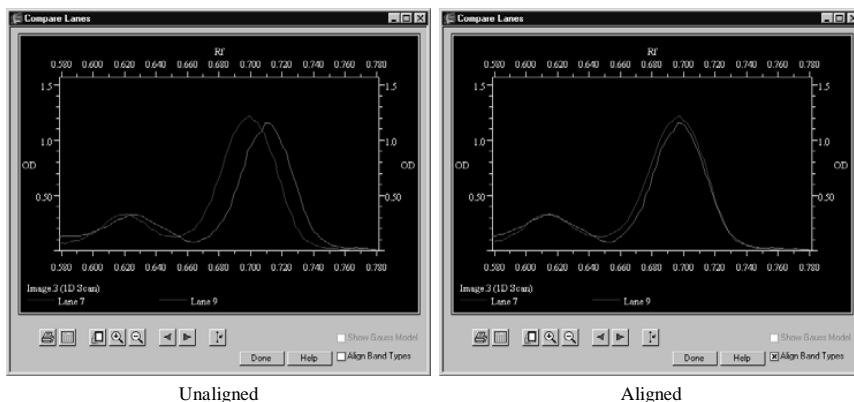 Compare Lanes
Rf
0.580 0.600 0.620 0.640 0.660 0.680 0.700 0.720 0.740 0.760 0.780
1.5 1.5
1.0 1.0
OD OD
0.50 0.50
0.580 0.600 0.620 0.640 0.660 0.680 0.700 0.720 0.740 0.760 0.780
Image.3 (1D Scan)
Lane 7 Lane 9
Show Gauss Model
Done Help Align Band Types
Unaligned
Compare Lanes
Rf
0.580 0.600 0.620 0.640 0.660 0.680 0.700 0.720 0.740 0.760 0.780
1.5 1.5
1.0 1.0
OD OD
0.50 0.50
0.580 0.600 0.620 0.640 0.660 0.680 0.700 0.720 0.740 0.760 0.780
Image.3 (1D Scan)
Lane 7 Lane 9
Show Gauss Model
Done Help Align Band Types
Aligned